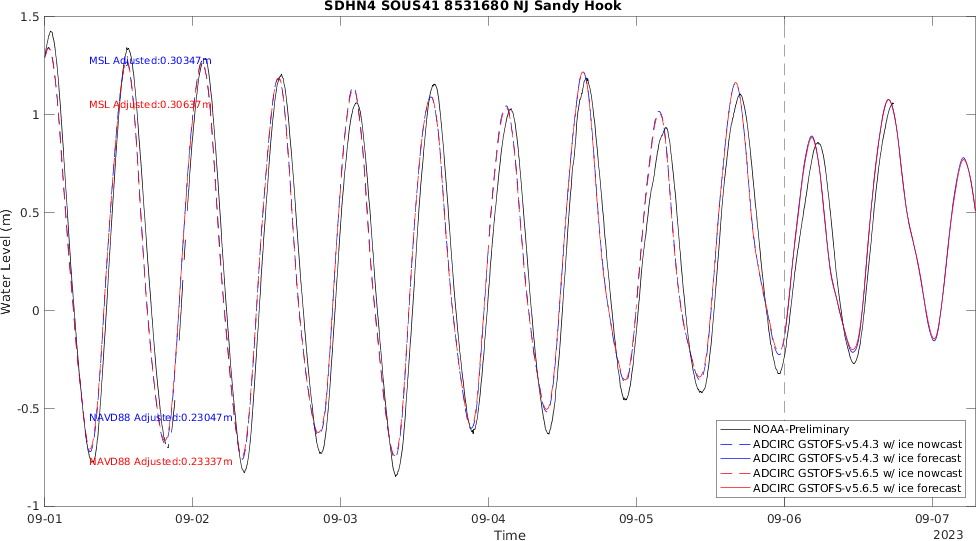 SDHN4 SOUS41 8531680 NJ Sandy Hook
1.5
1
0.5
0
-0.5
-1
Water Level (m)
MSL Adjusted:0.30347m
MSL Adjusted:0.30637m
NAVD88 Adjusted:0.23047m
NAVD88 Adjusted:0.23337m
NOAA-Preliminary
ADCIRC GSTOFS-v5.4.3 w/ ice nowcast
ADCIRC GSTOFS-v5.4.3 w/ ice forecast
ADCIRC GSTOFS-v5.6.5 w/ ice nowcast
ADCIRC GSTOFS-v5.6.5 w/ ice forecast
09-01 09-02 09-03 09-04 09-05 09-06 09-07
Time
2023